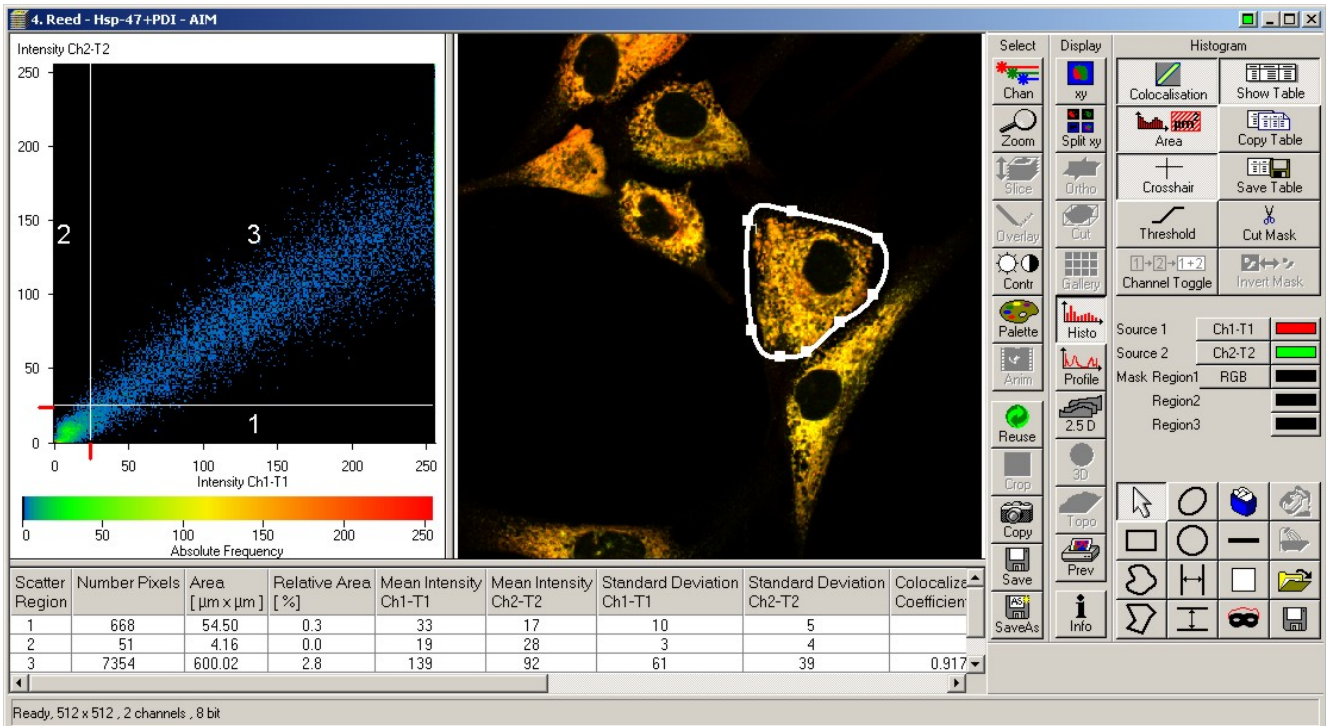 4. Reed - Hsp-47+PDI - AIM
Intensity Ch2-T2
250
200
150
100
50
0
2
3
1
0 50 100 150 200 250
Intensity Ch1-T1
0 50 100 150 200 250
Absolute Frequency
Select
Chan
Zoom
Slice
Overlay
Contr
Palette
Anim
Reuse
Crop
Copy
Save
AS
SaveAs
Display
xy
Split xy
Ortho
Cut
Gallery
Histo
Profile
2.5 D
3D
Topo
Prev
Info
Histogram
Colocalisation Show Table
µm²
Area Copy Table
Crosshair Save Table
Threshold Cut Mask
1 2 1+2
Channel Toggle Invert Mask
Source 1 Ch1-T1
Source 2 Ch2-T2
Mask Region1 RGB
Region2
Region3
Scatter Number Pixels Area Relative Area Mean Intensity Mean Intensity Standard Deviation Standard Deviation Colocaliza
Region [ µm x µm ] [ %] Ch1-T1 Ch2-T2 Ch1-T1 Ch2-T2 Coefficien
1 668 54.50 0.3 33 17 10 5
2 51 4.16 0.0 19 28 3 4
3 7354 600.02 2.8 139 92 61 39 0.917
Ready, 512 x 512 , 2 channels , 8 bit